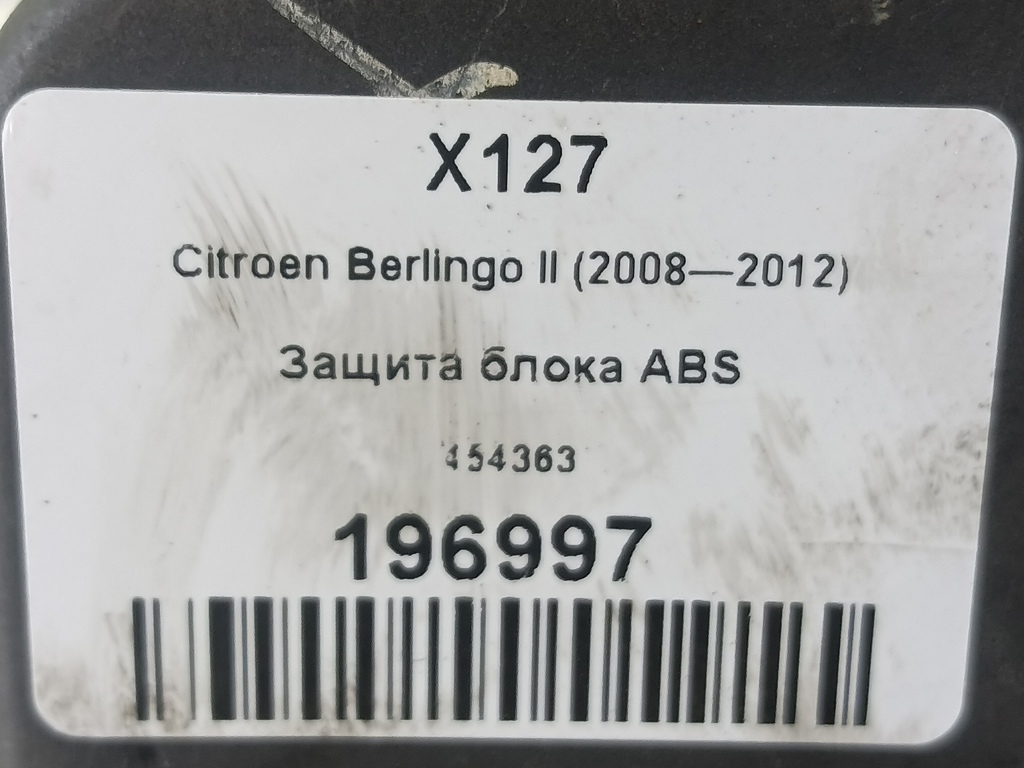 X127
Citroen Berlingo II (2008—2012)
Защита блока ABS
454363
196997